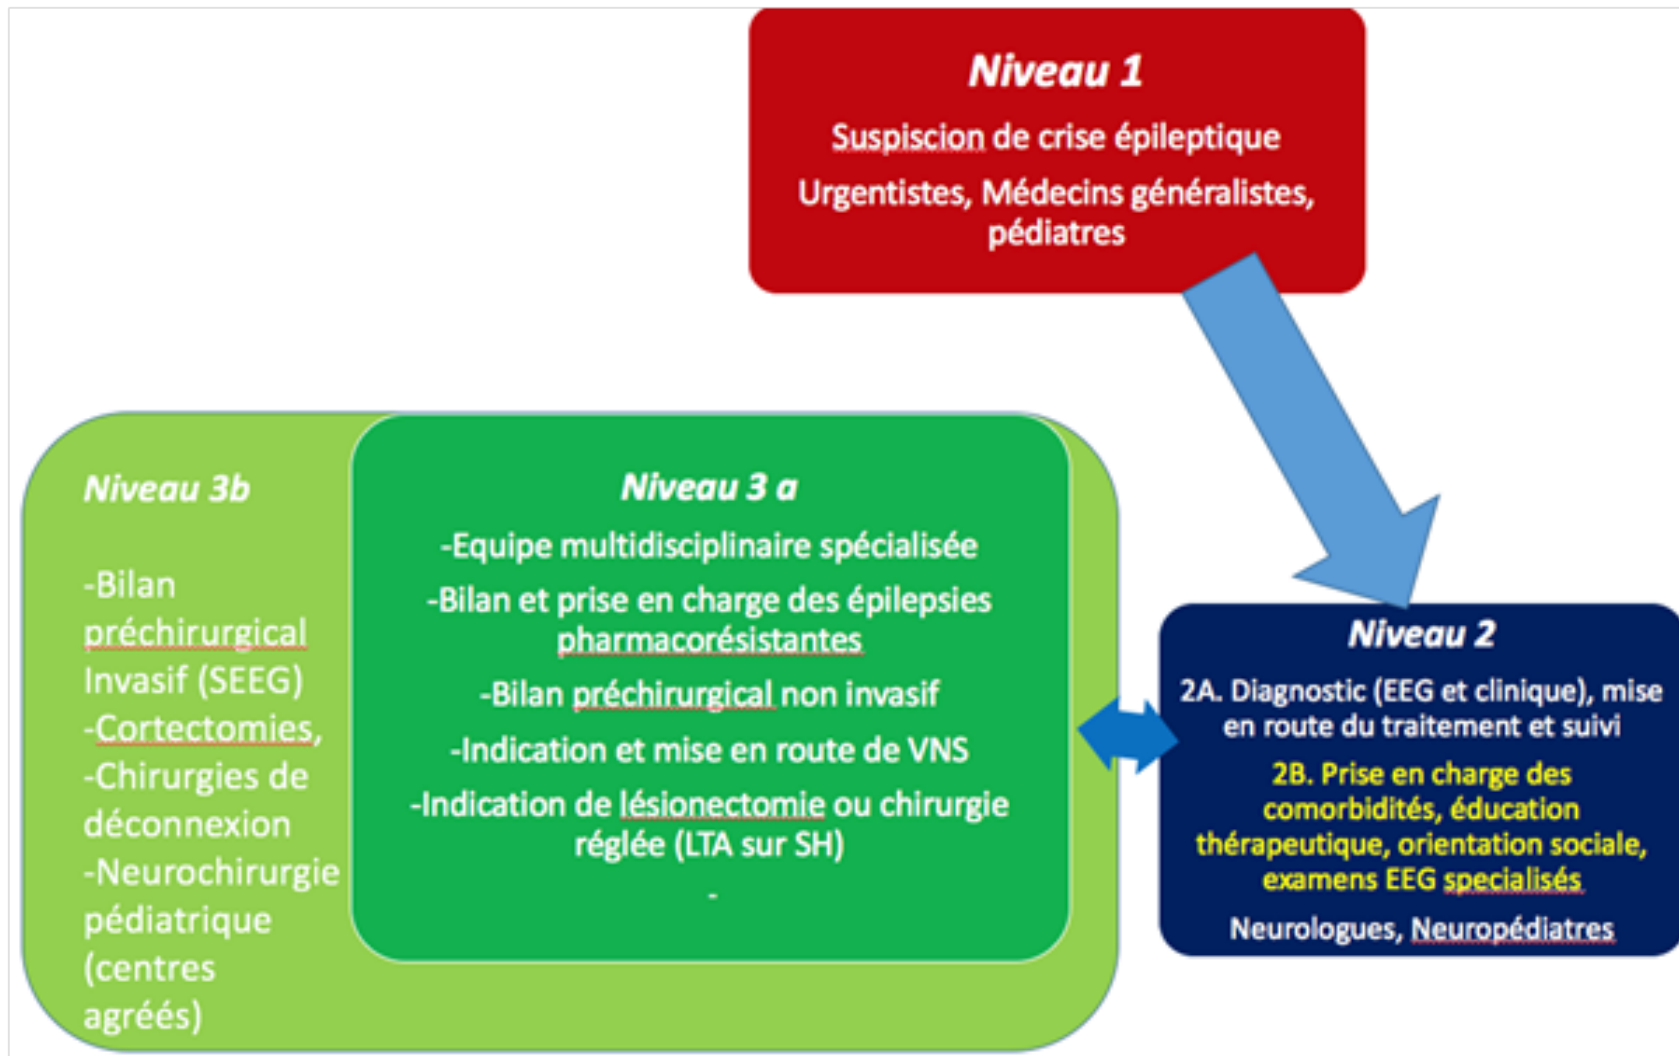 Niveau 1
Suspiscion de crise épileptique
Urgentistes, Médecins généralistes,
pédiatres
Niveau 3b
-Bilan
préchirurgical
Invasif (SEEG)
-Cortectomies,
-Chirurgies de
déconnexion
-Neurochirurgie
pédiatrique
(centres
agréés)
Niveau 3 a
-Equipe multidisciplinaire spécialisée
-Bilan et prise en charge des épilepsies
pharmacorésistantes
-Bilan préchirurgical non invasif
-Indication et mise en route de VNS
-Indication de lésionectomie ou chirurgie
réglée (LTA sur SH)
-
Niveau 2
2A. Diagnostic (EEG et clinique), mise
en route du traitement et suivi
2B. Prise en charge des
comorbidités, éducation
thérapeutique, orientation sociale,
examens EEG specialisés
Neurologues, Neuropédiatres